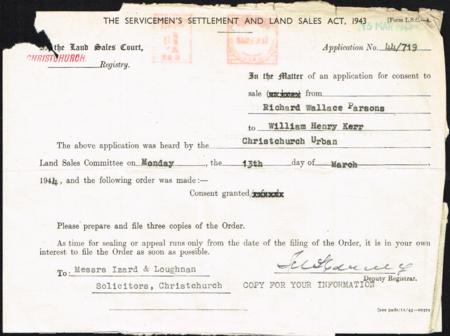 THE SERVICEMEN'S SETTLEMENT AND LAND SALES ACT, 1943
(Form L.S.C.—4.
In the Land Sales Court,
CHRISTCHURCH
Registry.
15 MAR
Application No. 44/719
In the Matter of an application for consent to
sale from
Richard Wallace Parsons
to William Henry Kerr
The above application was heard by the Christchurch Urban
Land Sales Committee on Monday, the 13th day of March,
1944, and the following order was made:—
Consent granted
Please prepare and file three copies of the Order.
As time for sealing or appeal runs only from the date of the filing of the Order, it is in your own
interest to file the Order as soon as possible.
To Messrs Izard & Loughnan
Deputy Registrar.
Solicitors, Christchurch
COPY FOR YOUR INFORMATION